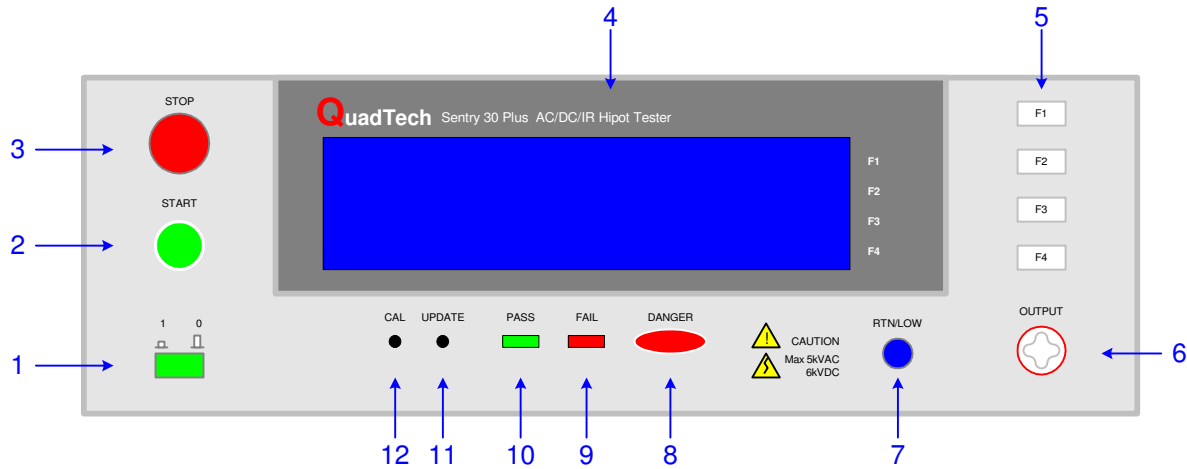 4
5
STOP
QuadTech Sentry 30 Plus AC/DC/IR Hipot Tester
F1
3
F1
F2
F2
START
F3
F3
2
F4
F4
1 0
CAL UPDATE PASS FAIL DANGER
RTN/LOW
OUTPUT
CAUTION
Max 5kVAC
6kVDC
1
6
12 11 10 9 8 7